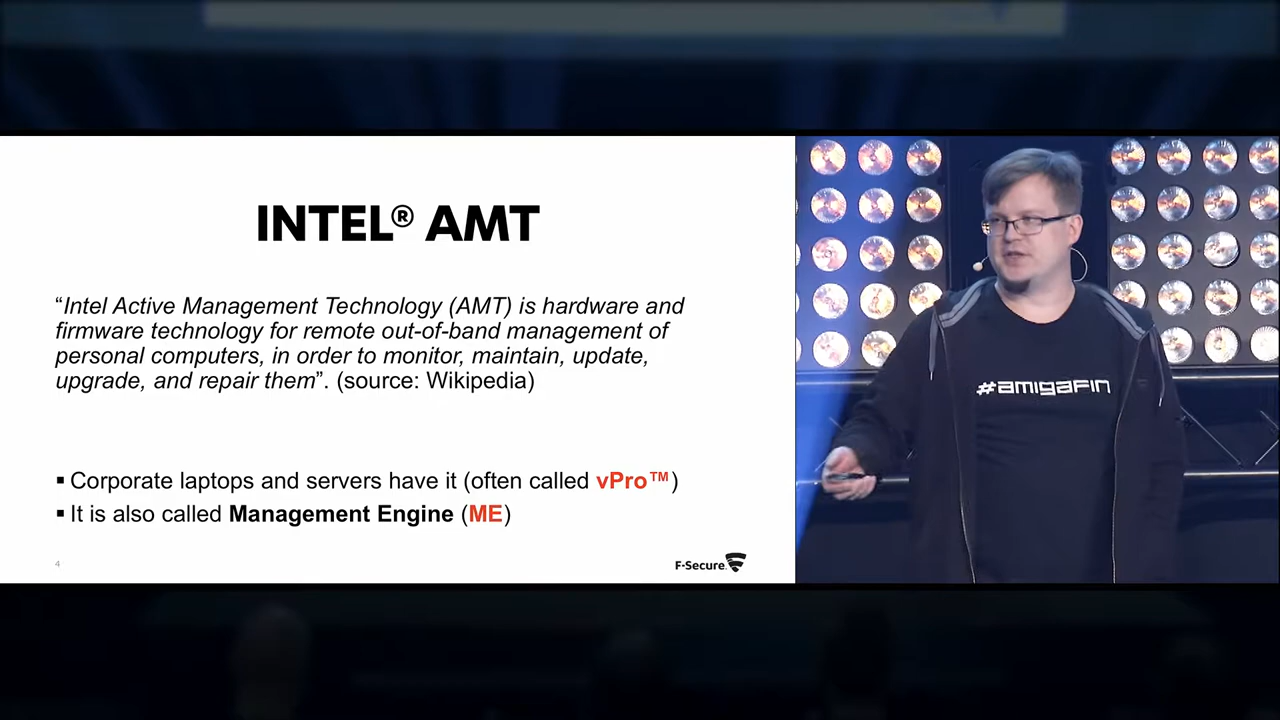 INTEL® AMT
“Intel Active Management Technology (AMT) is hardware and
firmware technology for remote out-of-band management of
personal computers, in order to monitor, maintain, update,
upgrade, and repair them”. (source: Wikipedia)
▪ Corporate laptops and servers have it (often called vPro™)
▪ It is also called Management Engine (ME)
4
F-Secure.
#amigafin